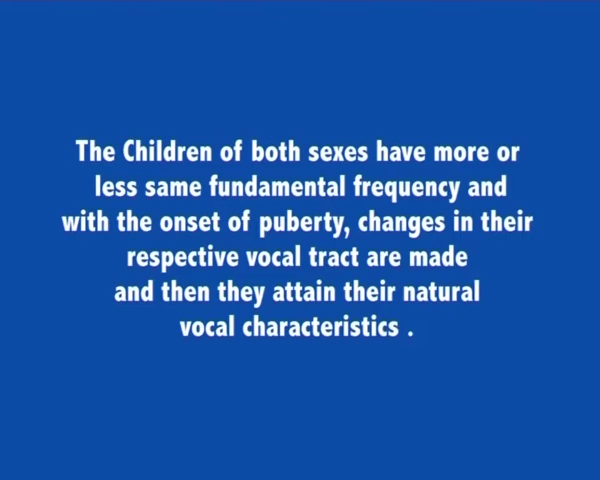 The Children of both sexes have more or
less same fundamental frequency and
with the onset of puberty, changes in their
respective vocal tract are made
and then they attain their natural
vocal characteristics .